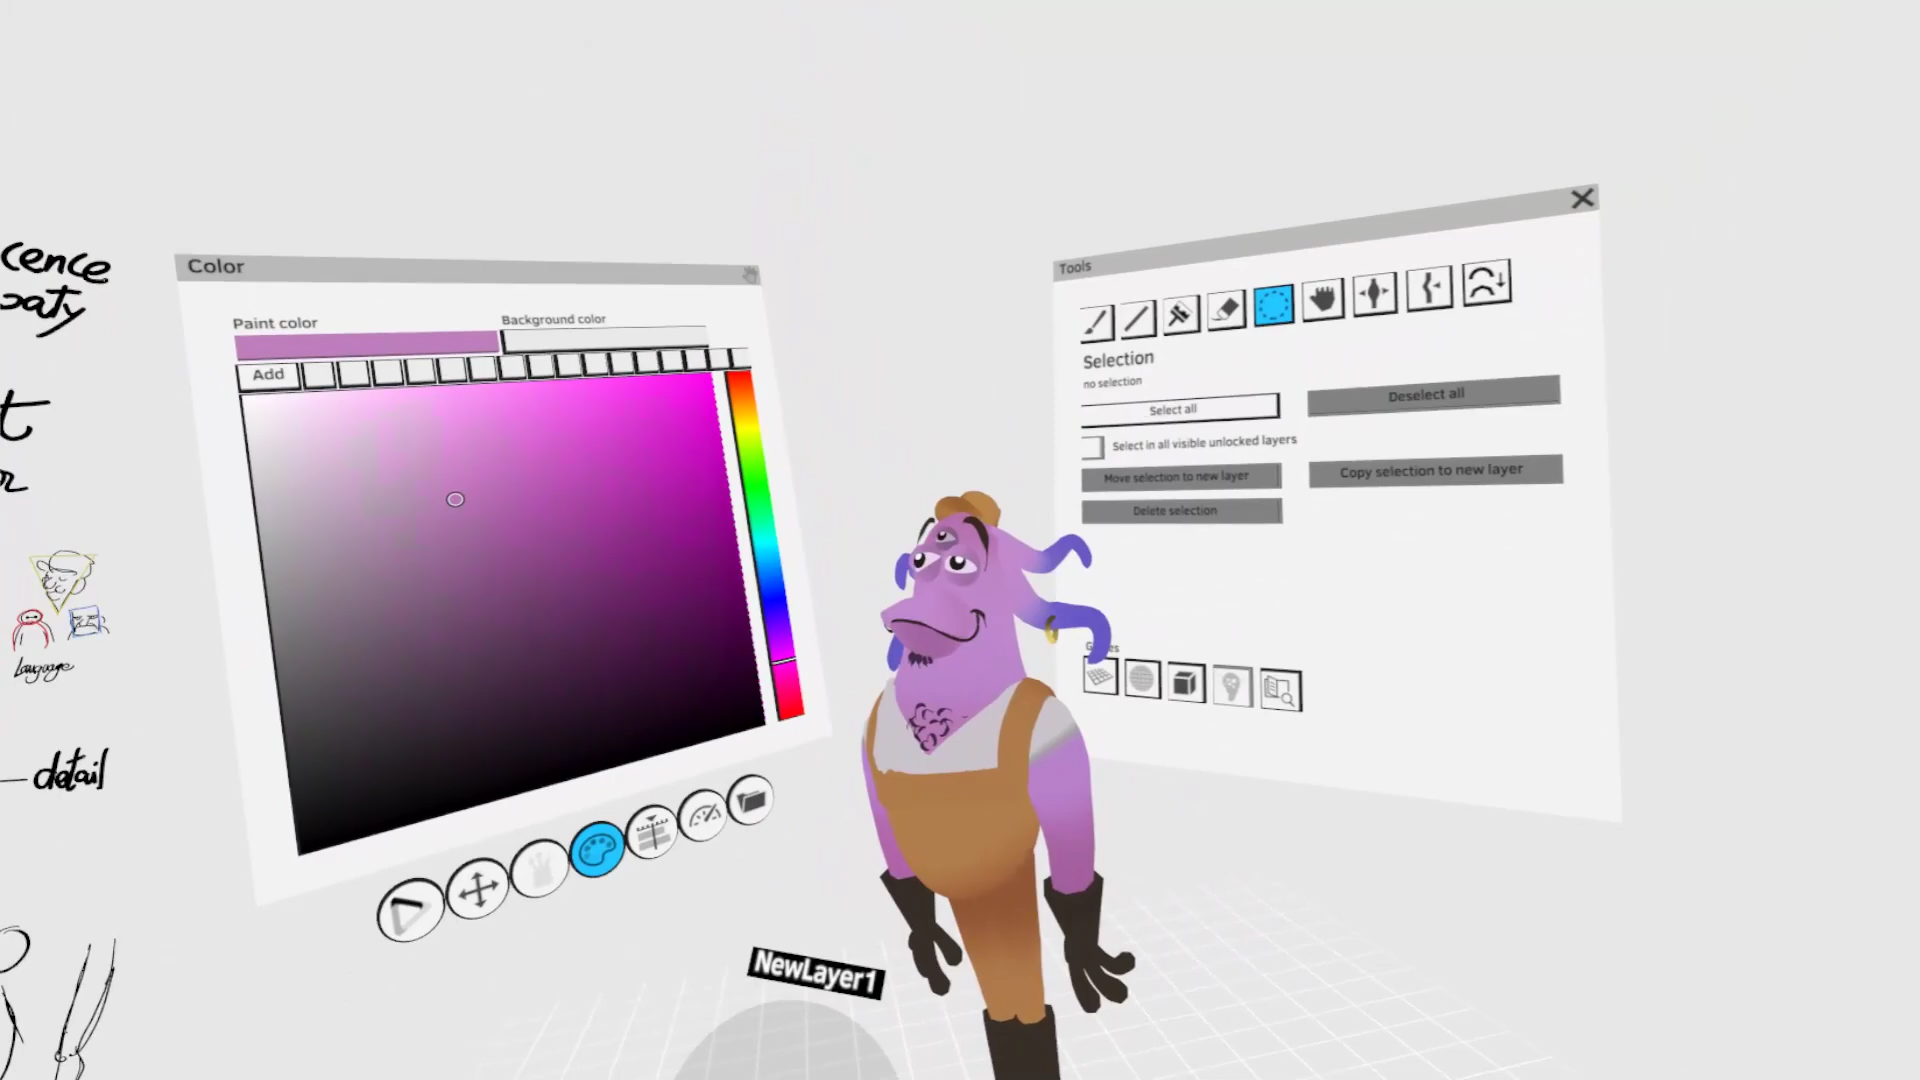 cence
Color
Paint color
Background color
Add
Tools
Selection
no selection
Select all
Deselect all
Select in all visible unlocked layers
Move selection to new layer
Copy selection to new layer
Delete selection
Language
detail
NewLayer1